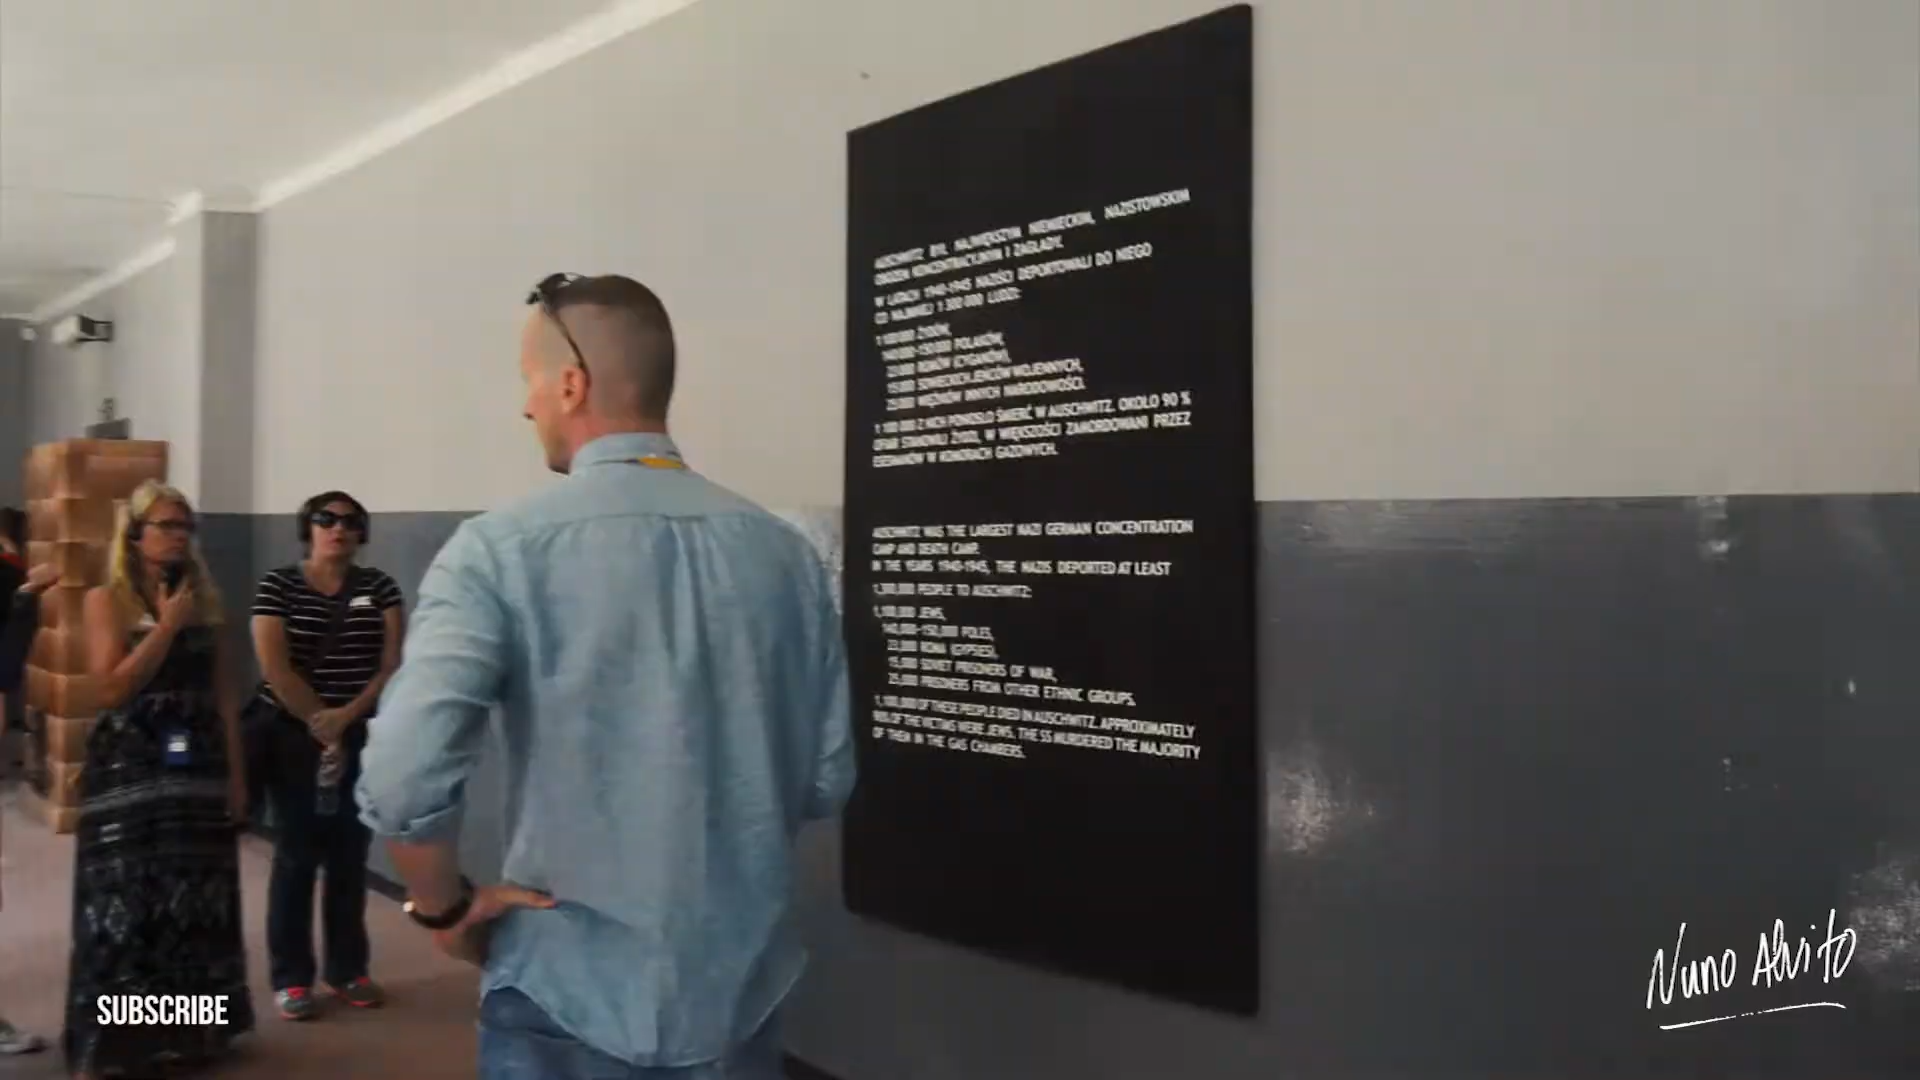 AUSCHWITZ BYŁ NAJWIĘKSZYM NIEMIECKIM, NAZISTOWSKIM
OBOZEM KONCENTRACYJNYM I ZAGŁADY.
W LATACH 1940-1945 NAZIŚCI DEPORTOWALI DO NIEGO
CO NAJMNIEJ 1 300 000 LUDZI:
1 100 000 ŻYDÓW,
140 000-150 000 POLAKÓW,
23 000 ROMÓW (CYGANÓW),
15 000 SOWIECKICH JEŃCÓW WOJENNYCH,
25 000 WIĘŹNIÓW INNYCH NARODOWOŚCI.
1 100 000 Z NICH PONIOSŁO ŚMIERĆ W AUSCHWITZ. OKOŁO 90 %
OFIAR STANOWILI ŻYDZI, W WIĘKSZOŚCI ZAMORDOWANI PRZEZ
ESESMANÓW W KOMORACH GAZOWYCH.
AUSCHWITZ WAS THE LARGEST NAZI GERMAN CONCENTRATION
CAMP AND DEATH CAMP.
IN THE YEARS 1940-1945, THE NAZIS DEPORTED AT LEAST
1,300,000 PEOPLE TO AUSCHWITZ:
1,100,000 JEWS,
140,000-150,000 POLES,
23,000 ROMA (GYPSIES),
15,000 SOVIET PRISONERS OF WAR,
25,000 PRISONERS FROM OTHER ETHNIC GROUPS.
1,100,000 OF THESE PEOPLE DIED IN AUSCHWITZ. APPROXIMATELY
90% OF THE VICTIMS WERE JEWS. THE SS MURDERED THE MAJORITY
OF THEM IN THE GAS CHAMBERS.
SUBSCRIBE
Nuno Alvito